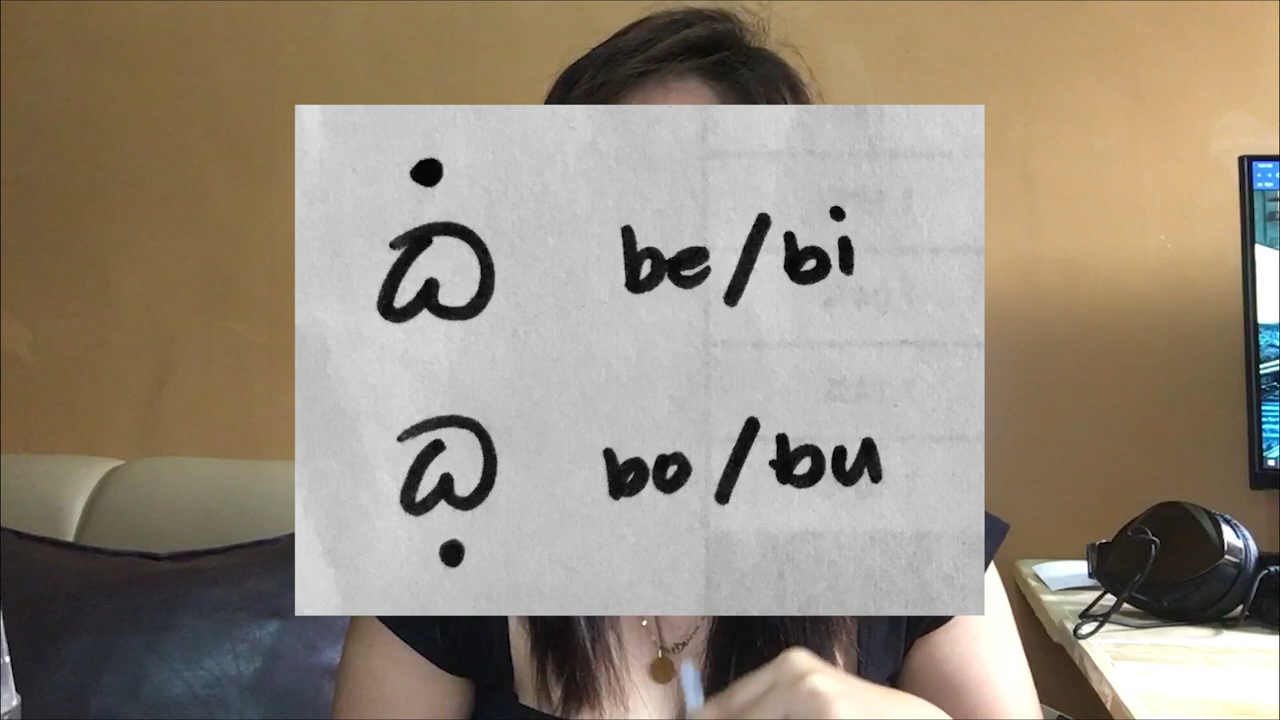 ᜊᜒ be/bi
ᜊᜓ bo/bu